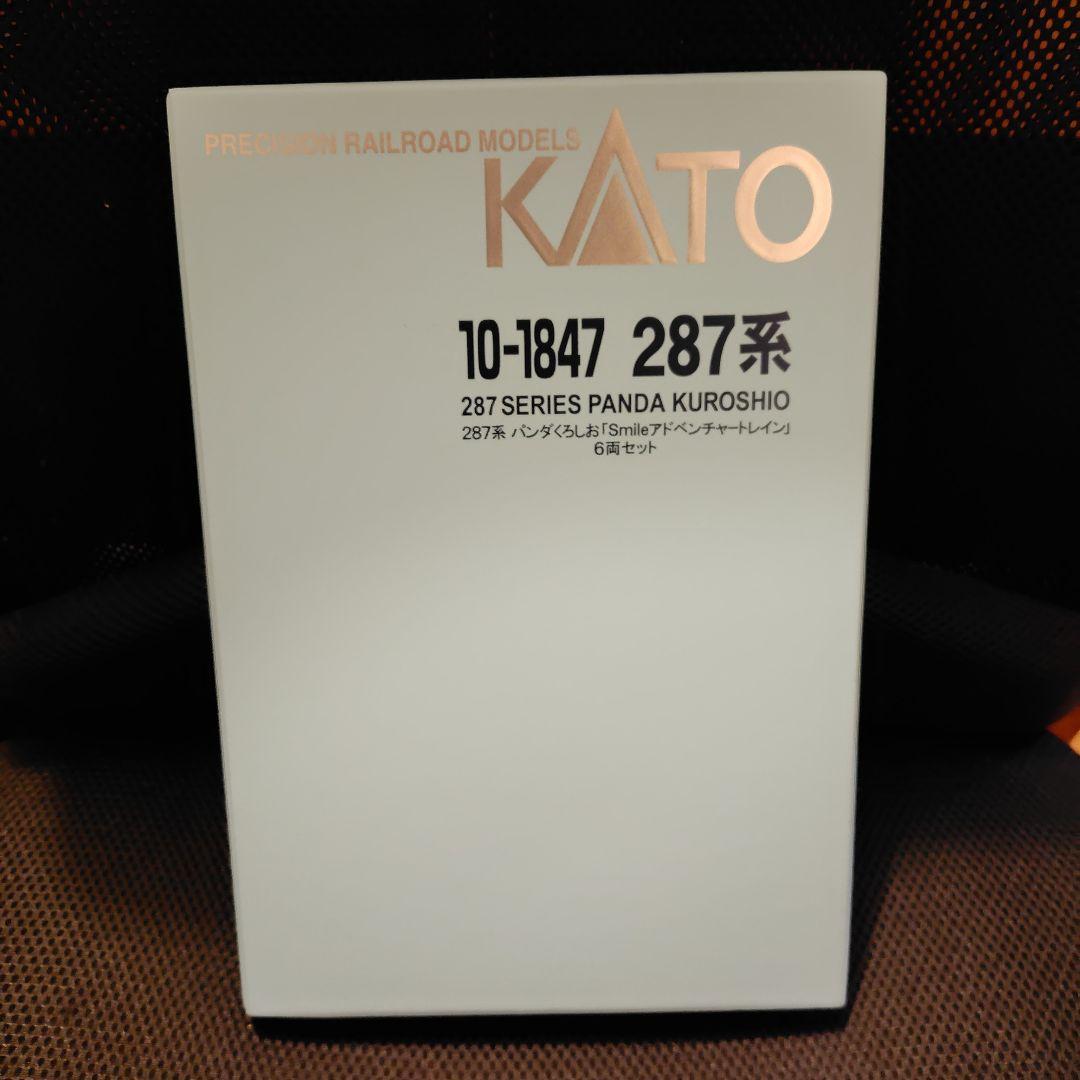 PRECISION RAILROAD MODELS
KATO
10-1847 287系
287 SERIES PANDA KUROSHIO
287系 パンダくろしお「Smileアドベンチャートレイン」
6両セット